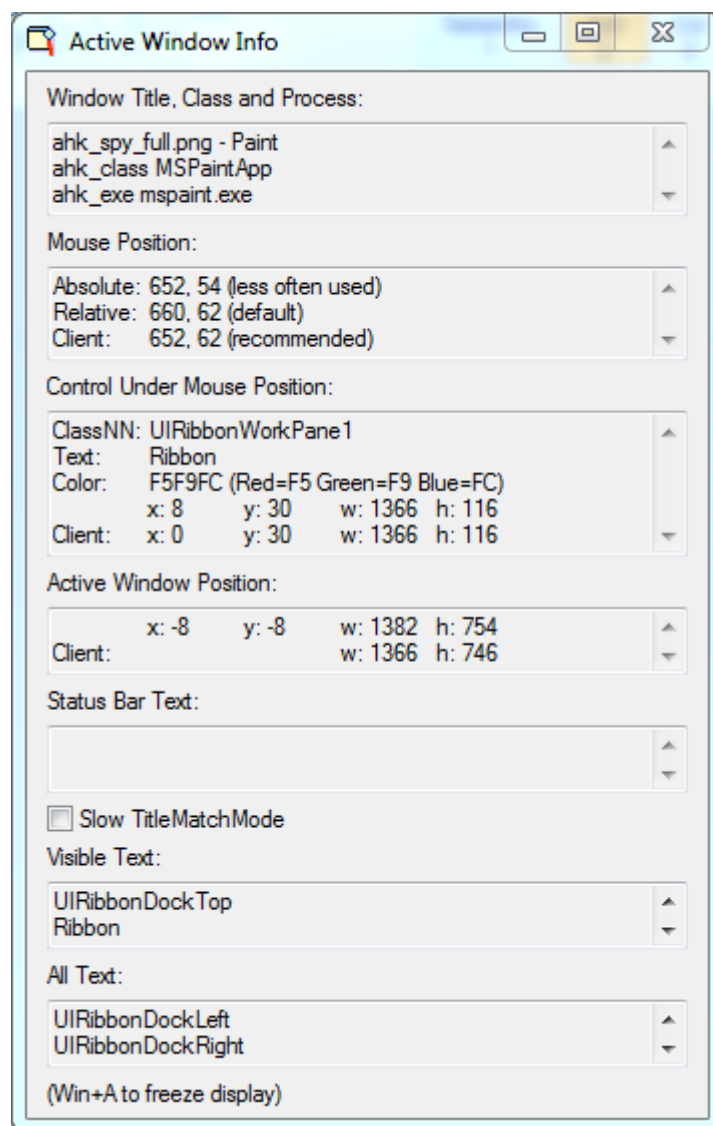 Active Window Info
Window Title, Class and Process:
ahk_spy_full.png - Paint
ahk_class MSPaintApp
ahk_exe mspaint.exe
Mouse Position:
Absolute: 652, 54 (less often used)
Relative: 660, 62 (default)
Client: 652, 62 (recommended)
Control Under Mouse Position:
ClassNN: UIRibbonWorkPane1
Text: Ribbon
Color: F5F9FC (Red=F5 Green=F9 Blue=FC)
x: 8 y: 30 w: 1366 h: 116
Client: x: 0 y: 30 w: 1366 h: 116
Active Window Position:
x: -8 y: -8 w: 1382 h: 754
Client: w: 1366 h: 746
Status Bar Text:
Slow TitleMatchMode
Visible Text:
UIRibbonDockTop
Ribbon
All Text:
UIRibbonDockLeft
UIRibbonDockRight
(Win+A to freeze display)